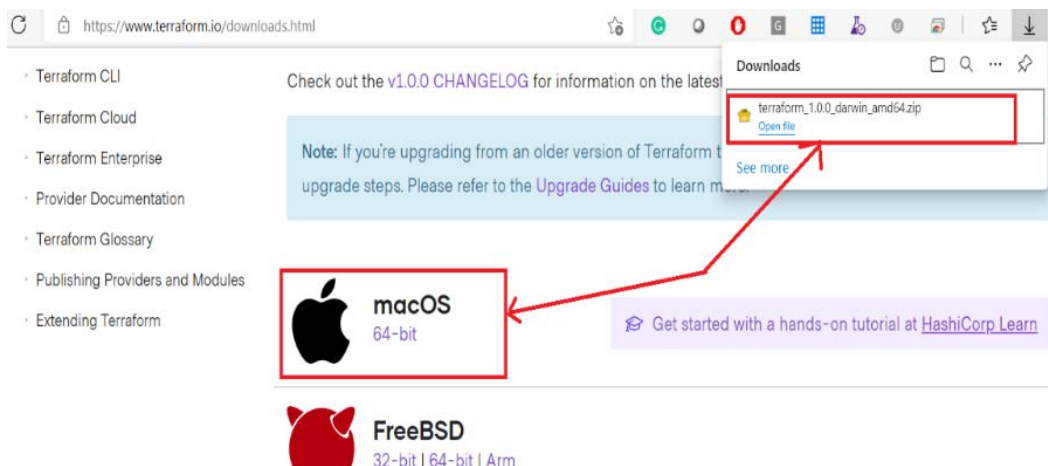 https://www.terraform.io/downloads.html
Downloads
terraform_1.0.0_darwin_amd64.zip
Open file
See more
Terraform CLI
Terraform Cloud
Terraform Enterprise
Provider Documentation
Terraform Glossary
Publishing Providers and Modules
Extending Terraform
Check out the v1.0.0 CHANGELOG for information on the latest
Note: If you're upgrading from an older version of Terraform t
upgrade steps. Please refer to the Upgrade Guides to learn more.
macOS
64-bit
Get started with a hands-on tutorial at HashiCorp Learn
FreeBSD
32-bit | 64-bit | Arm